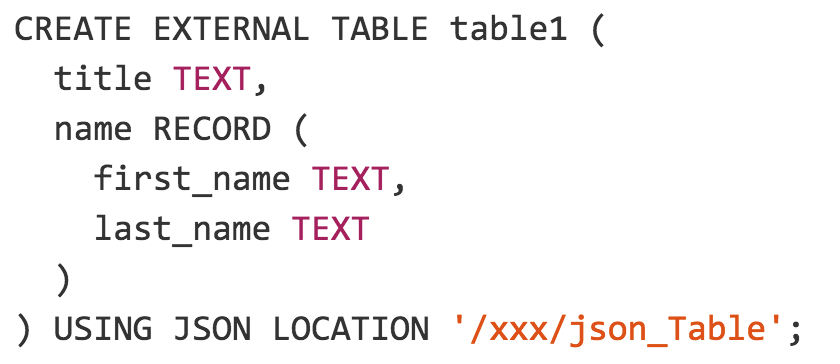 CREATE EXTERNAL TABLE table1 (
  title TEXT,
  name RECORD (
    first_name TEXT,
    last_name TEXT
  )
) USING JSON LOCATION '/xxx/json_Table';